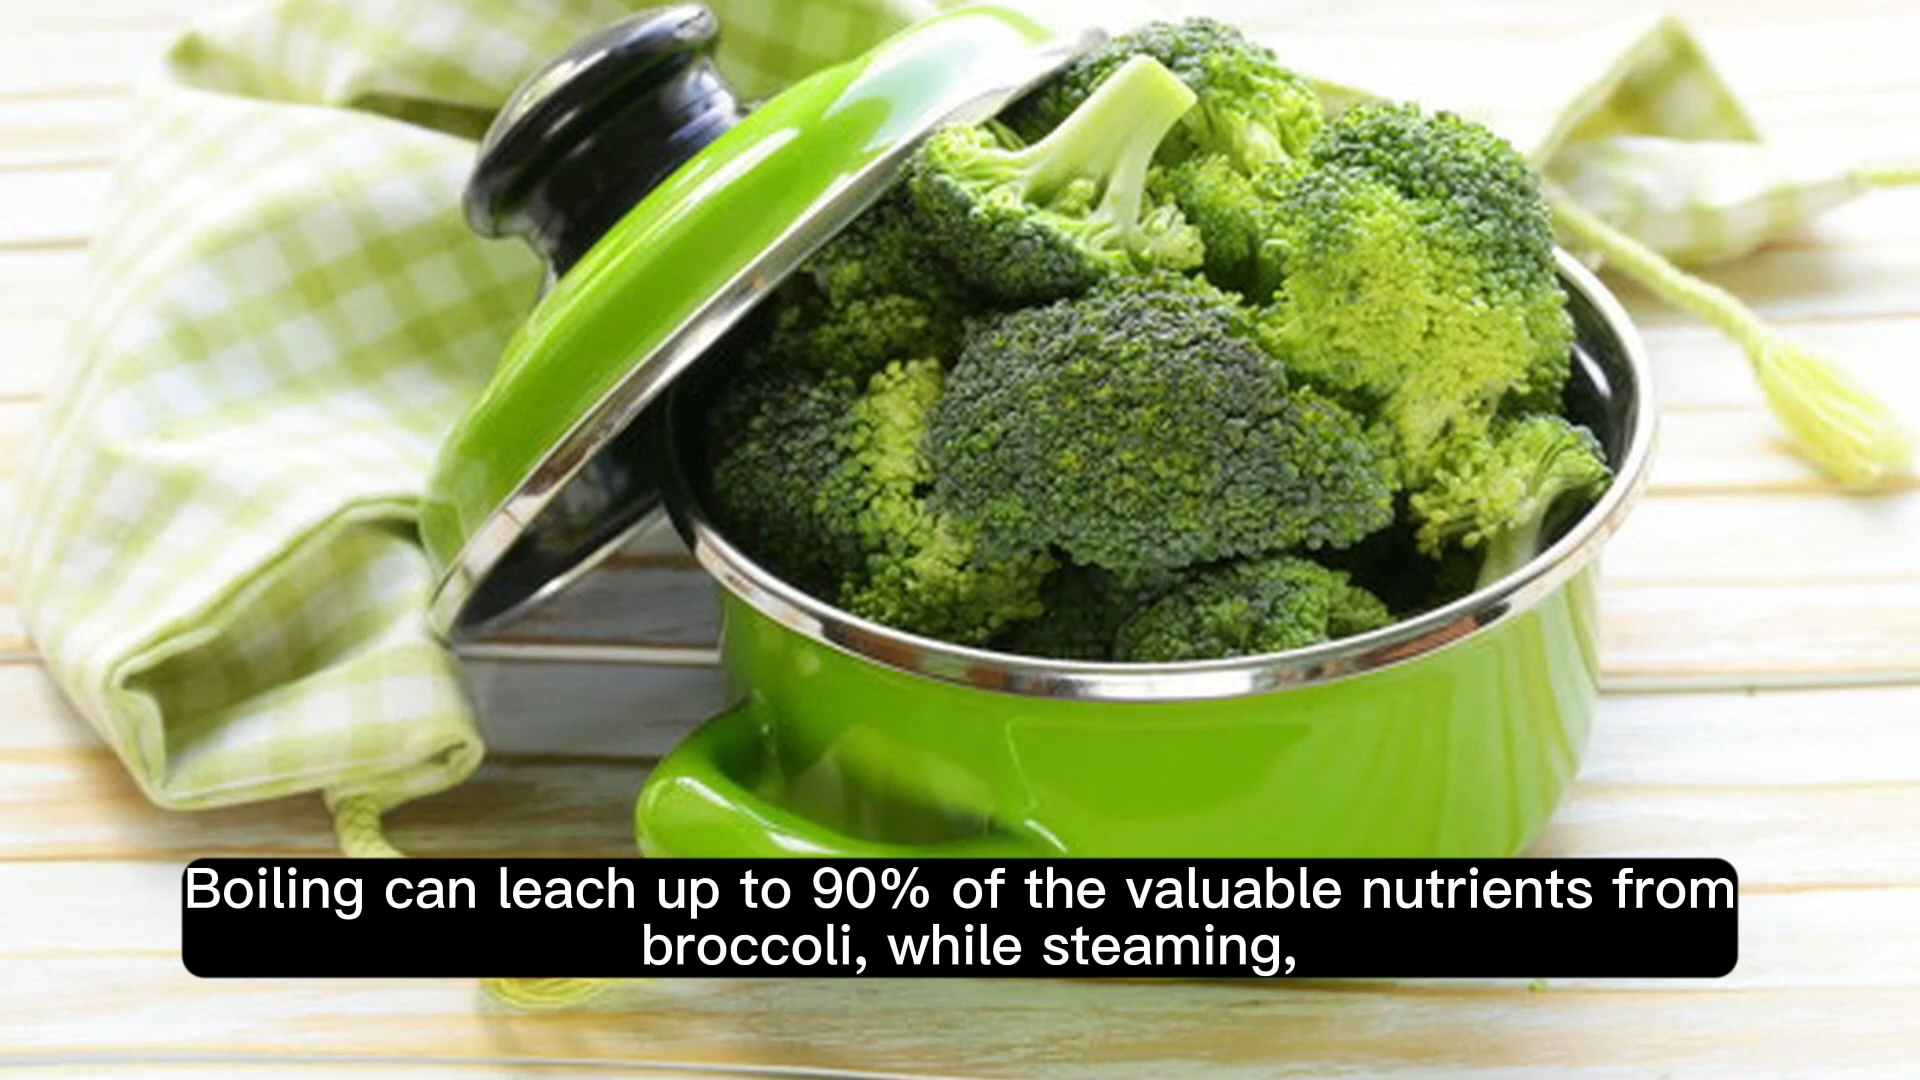 Boiling can leach up to 90% of the valuable nutrients from
broccoli, while steaming,